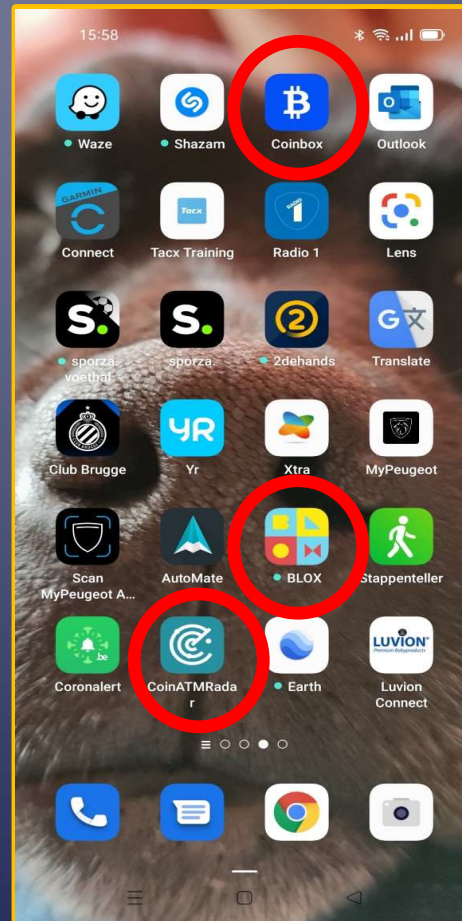 15:58
Waze
Shazam
Coinbox
Outlook
GARMIN
Tacx
RADIO
1
Connect
Tacx Training
Radio 1
Lens
S.
S.
2
G
sporza
voetbal
sporza.
2dehands
Translate
YR
Club Brugge
Yr
Xtra
MyPeugeot
Scan
MyPeugeot A...
AutoMate
BLOX
Stappenteller
.be
LUVION
Premium Babyproducts
Coronalert
CoinATMRada
r
Earth
Luvion
Connect